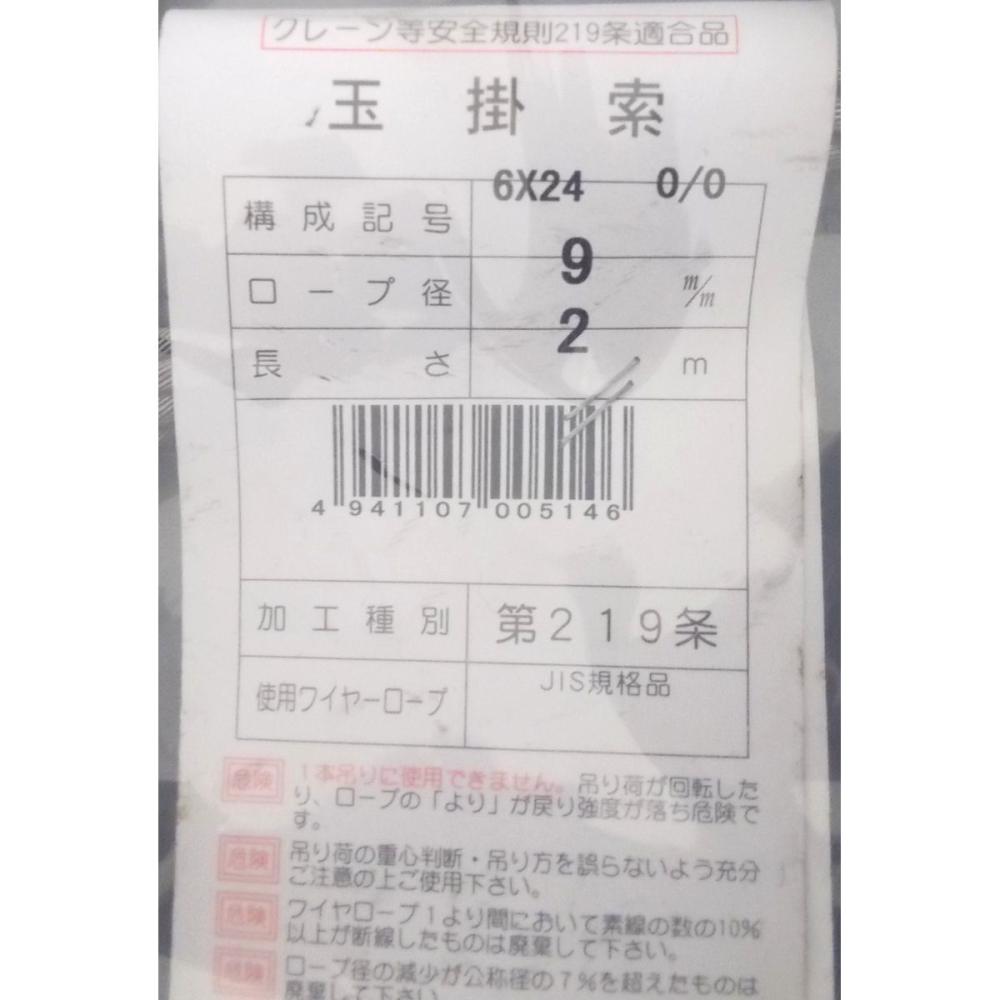 クレーン等安全規則219条適合品
玉掛索
構成記号 6X24 O/O
ロープ径 9 m/m
長さ 2 m
4 941107 005146
加工種別 第219条
使用ワイヤーロープ JIS規格品
危険 1本吊りに使用できません。吊り荷が回転した
り、ロープの「より」が戻り強度が落ち危険で
す。
危険 吊り荷の重心判断・吊り方を誤らないよう充分
ご注意の上ご使用下さい。
危険 ワイヤロープ1より間において素線の数の10%
以上が断線したものは廃棄して下さい。
危険 ロープ径の減少が公称径の7%を超えたものは
廃棄して下さい